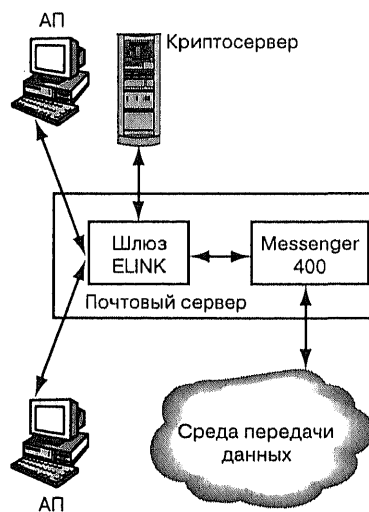 АП
Криптосервер
Шлюз
ELINK
Messenger
400
Почтовый сервер
Среда передачи
данных
АП